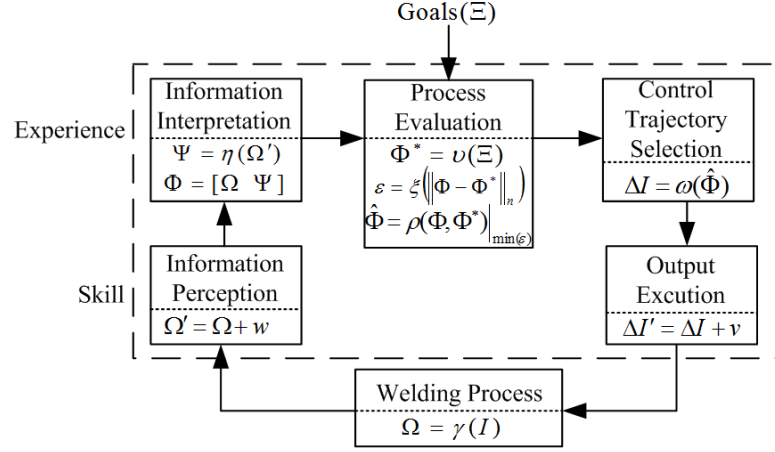 Goals(Ξ)
Experience
Information
Interpretation
Ψ = η(Ω′)
Φ = [Ω Ψ]
Process
Evaluation
Φ* = υ(Ξ)
ε = ξ(‖Φ − Φ*‖ₙ)
Φ̂ = ρ(Φ,Φ*)|min(ε)
Control
Trajectory
Selection
ΔI = ω(Φ̂)
Skill
Information
Perception
Ω′ = Ω + w
Output
Excution
ΔI′ = ΔI + v
Welding Process
Ω = γ(I)